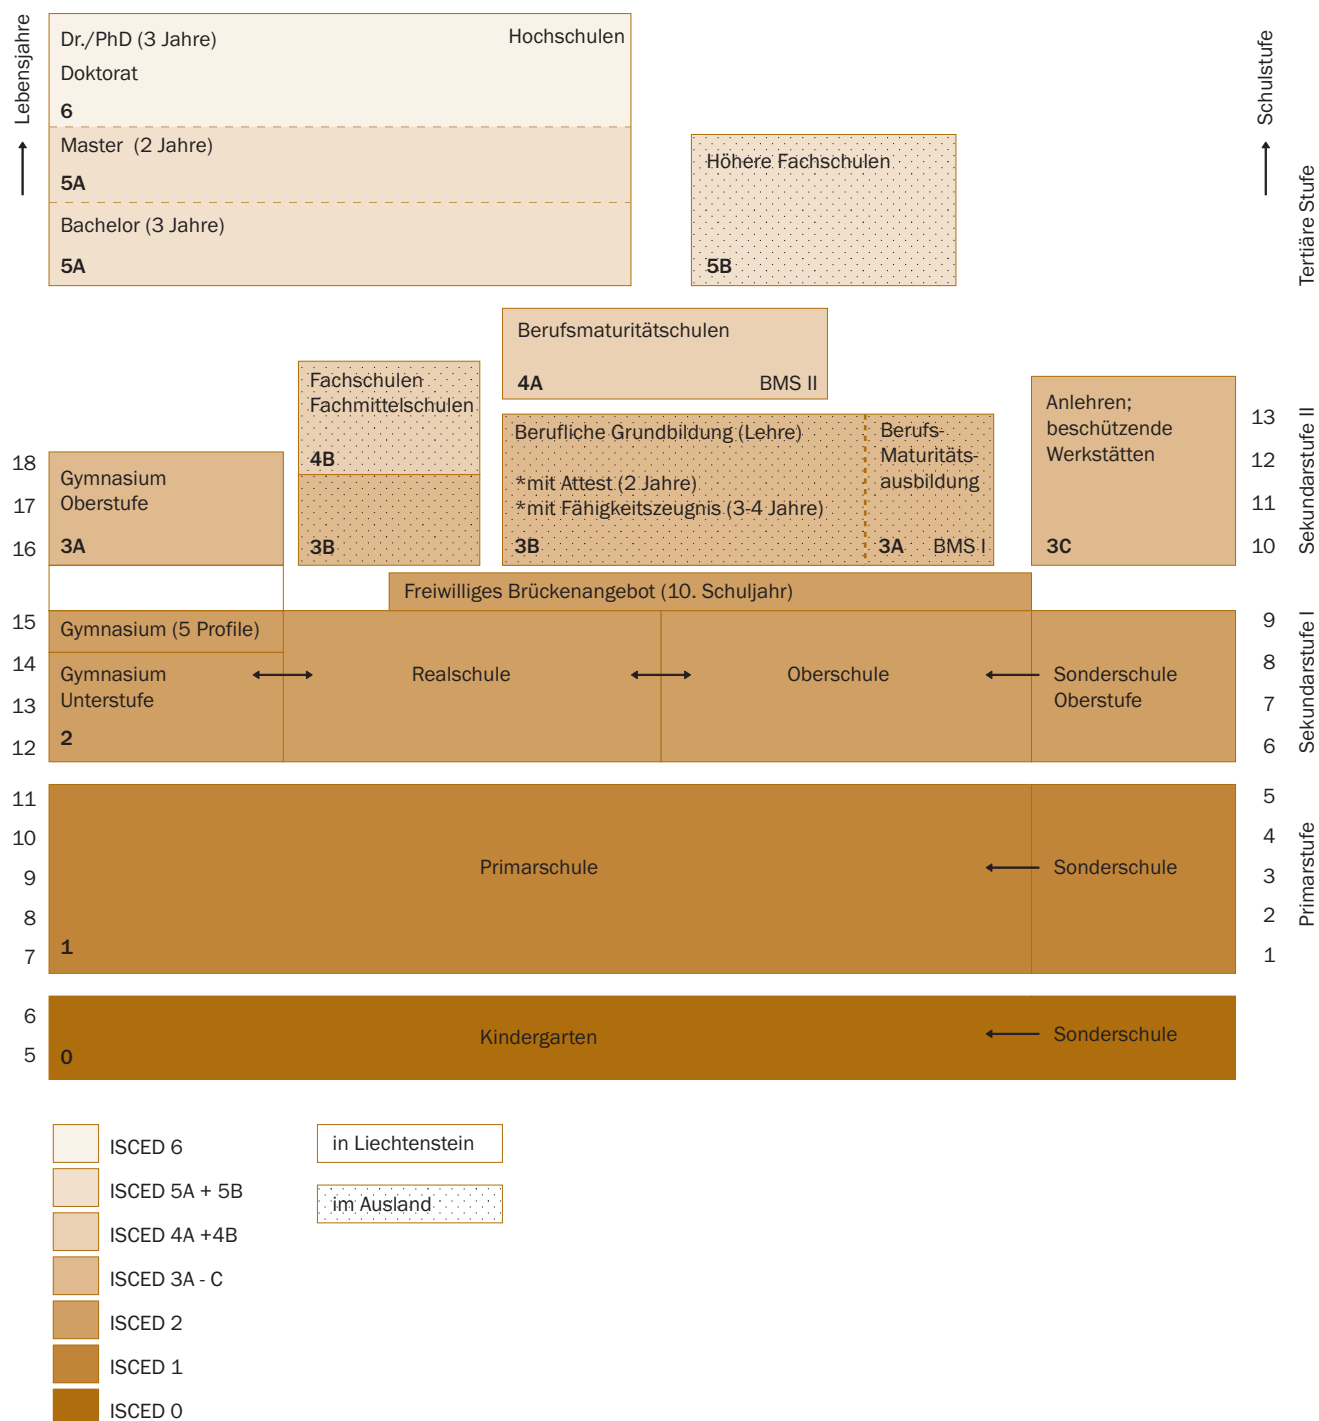 Lebensjahre
Schulstufe
Tertiäre Stufe
Dr./PhD (3 Jahre)
Hochschulen
Doktorat
6
Master (2 Jahre)
5A
Bachelor (3 Jahre)
5A
Höhere Fachschulen
5B
Berufsmaturitätschulen
4A
BMS II
Fachschulen
Fachmittelschulen
4B
3B
Berufliche Grundbildung (Lehre)
*mit Attest (2 Jahre)
*mit Fähigkeitszeugnis (3-4 Jahre)
3B
Berufs-
Maturitäts-
ausbildung
3A
BMS I
Anlehren;
beschützende
Werkstätten
3C
13
12
11
10
Sekundarstufe II
18
17
16
Gymnasium
Oberstufe
3A
Freiwilliges Brückenangebot (10. Schuljahr)
15
14
13
12
Gymnasium (5 Profile)
Gymnasium
Unterstufe
2
Realschule
Oberschule
Sonderschule
Oberstufe
9
8
7
6
Sekundarstufe I
11
10
9
8
7
Primarschule
1
Sonderschule
5
4
3
2
1
Primarstufe
6
5
Kindergarten
0
Sonderschule
ISCED 6
ISCED 5A + 5B
ISCED 4A +4B
ISCED 3A - C
ISCED 2
ISCED 1
ISCED 0
in Liechtenstein
im Ausland